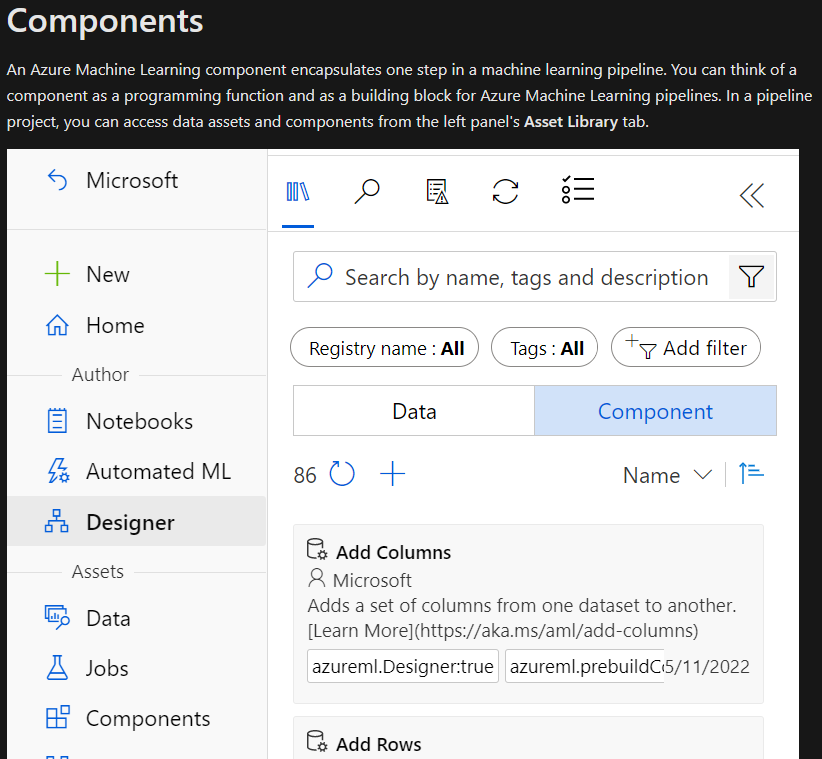 Components
An Azure Machine Learning component encapsulates one step in a machine learning pipeline. You can think of a
component as a programming function and as a building block for Azure Machine Learning pipelines. In a pipeline
project, you can access data assets and components from the left panel's Asset Library tab.
Microsoft
New
Home
Author
Notebooks
Automated ML
Designer
Assets
Data
Jobs
Components
Search by name, tags and description
Registry name : All
Tags : All
Add filter
Data
Component
86
Name
Add Columns
Microsoft
Adds a set of columns from one dataset to another.
[Learn More](https://aka.ms/aml/add-columns)
azureml.Designer:true
azureml.prebuildCo
5/11/2022
Add Rows